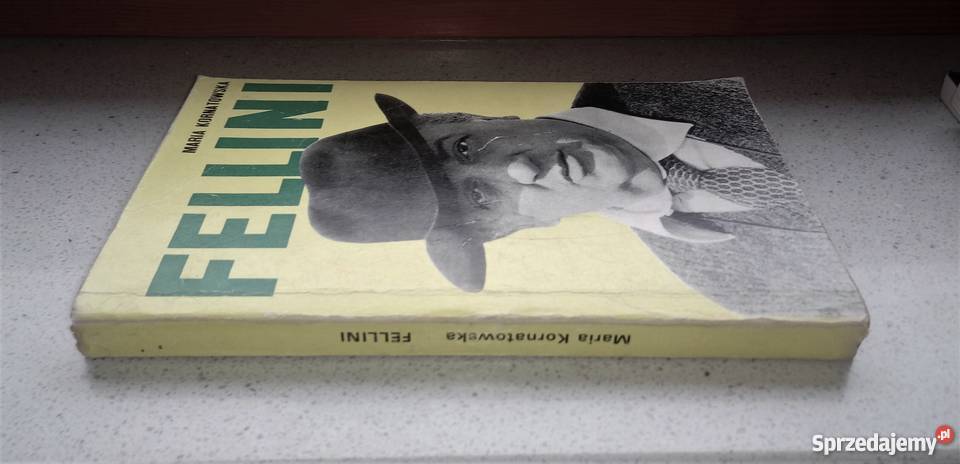 MARIA KORNATOWSKA
FELLINI
Maria Kornatowska FELLINI
Sprzedajemy.pl